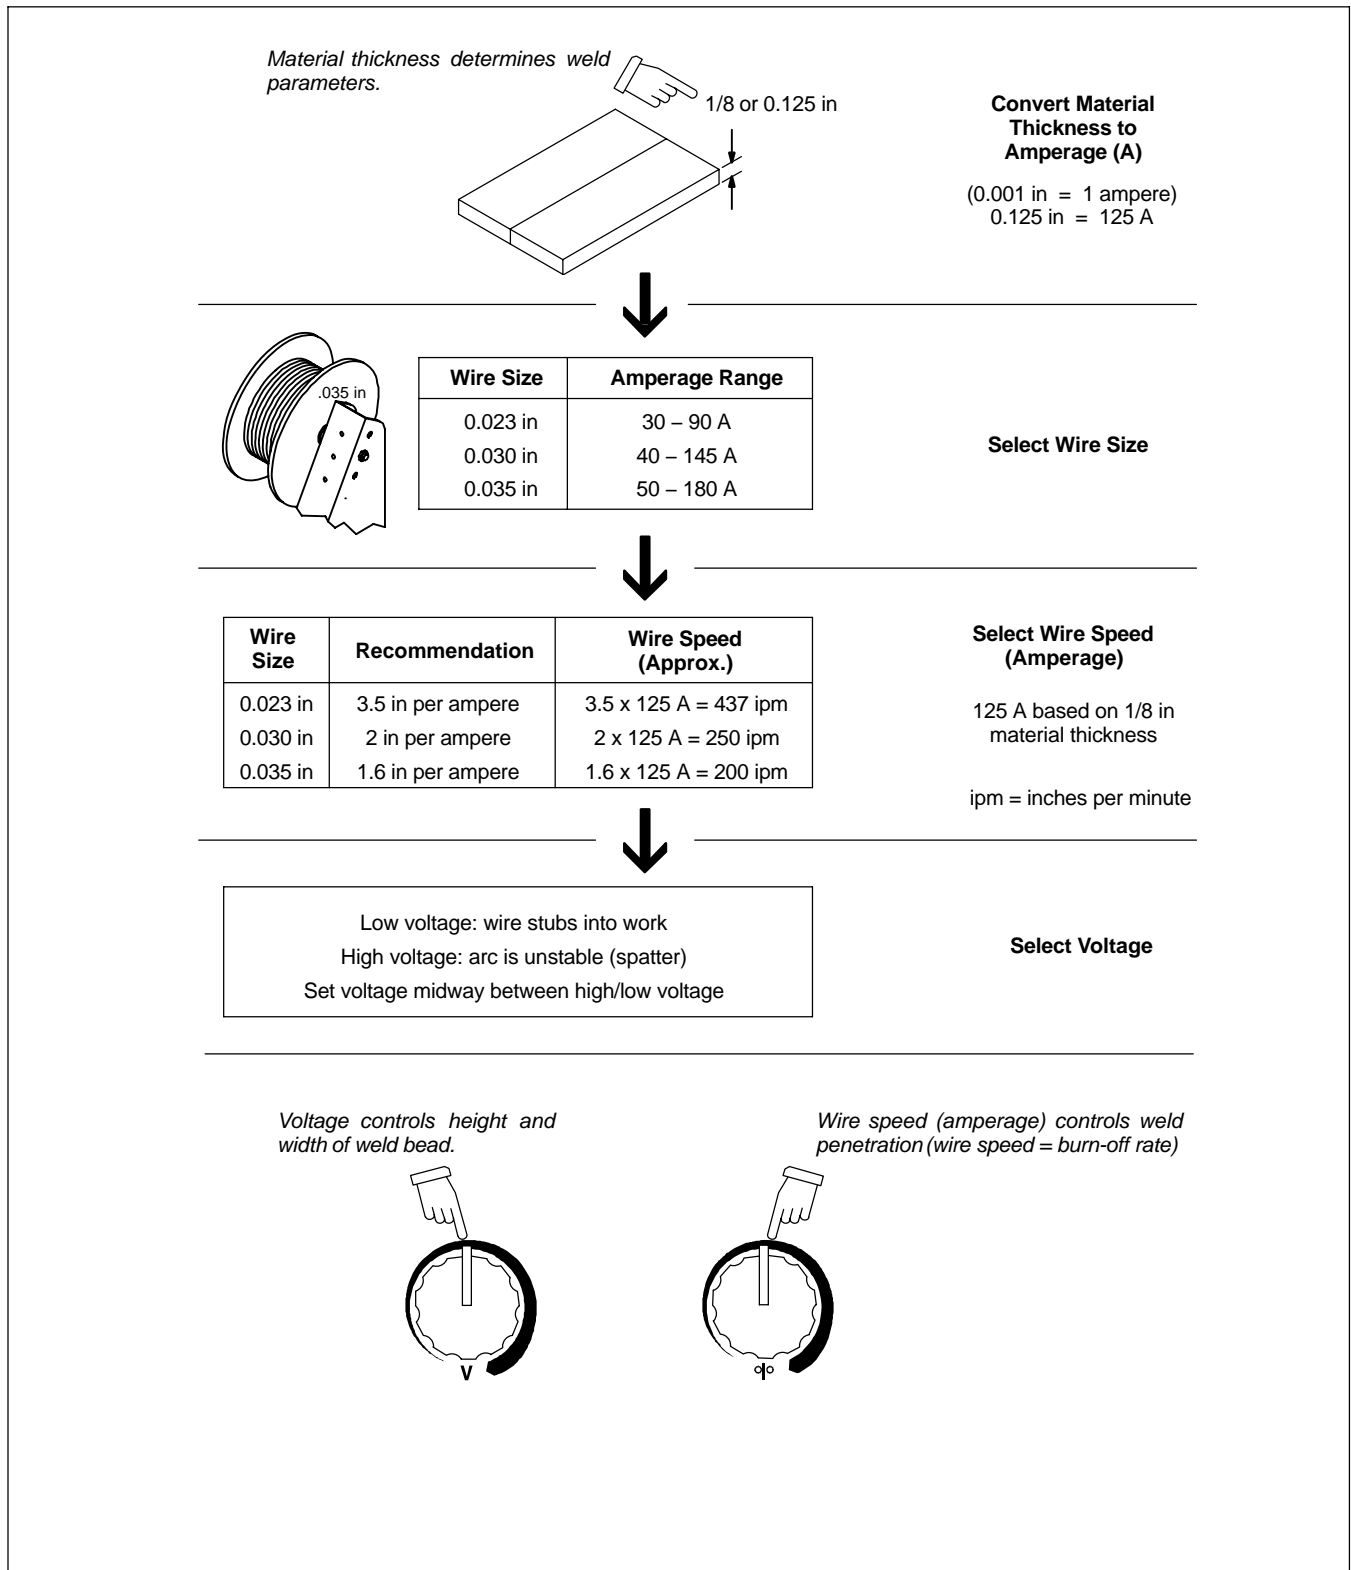 Material thickness determines weld
parameters.
1/8 or 0.125 in
Convert Material
Thickness to
Amperage (A)
(0.001 in = 1 ampere)
0.125 in = 125 A
.035 in
Wire Size Amperage Range
0.023 in 30 – 90 A
0.030 in 40 – 145 A
0.035 in 50 – 180 A
Select Wire Size
Wire
Size
Recommendation
Wire Speed
(Approx.)
0.023 in 3.5 in per ampere 3.5 x 125 A = 437 ipm
0.030 in 2 in per ampere 2 x 125 A = 250 ipm
0.035 in 1.6 in per ampere 1.6 x 125 A = 200 ipm
Select Wire Speed
(Amperage)
125 A based on 1/8 in
material thickness
ipm = inches per minute
Low voltage: wire stubs into work
High voltage: arc is unstable (spatter)
Set voltage midway between high/low voltage
Select Voltage
Voltage controls height and
width of weld bead.
Wire speed (amperage) controls weld
penetration (wire speed = burn-off rate)
V